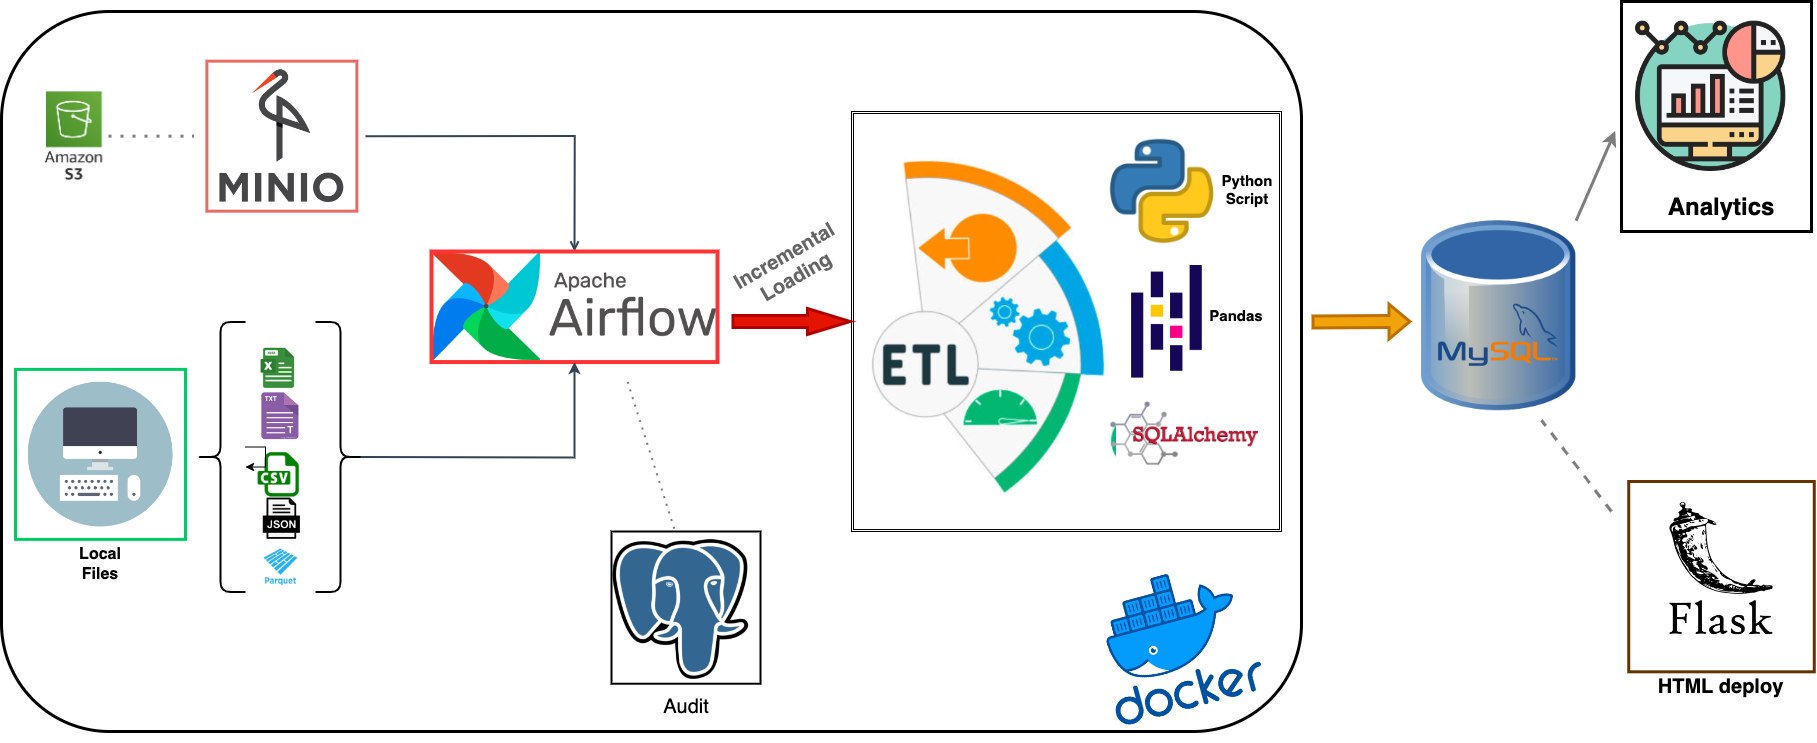 Amazon
S3
MINIO
Apache
Airflow
Incremental
Loading
ETL
Python
Script
Pandas
SQLAlchemy
MySQL
Analytics
X
TXT
T
CSV
JSON
Parquet
Local
Files
Audit
docker
Flask
HTML deploy